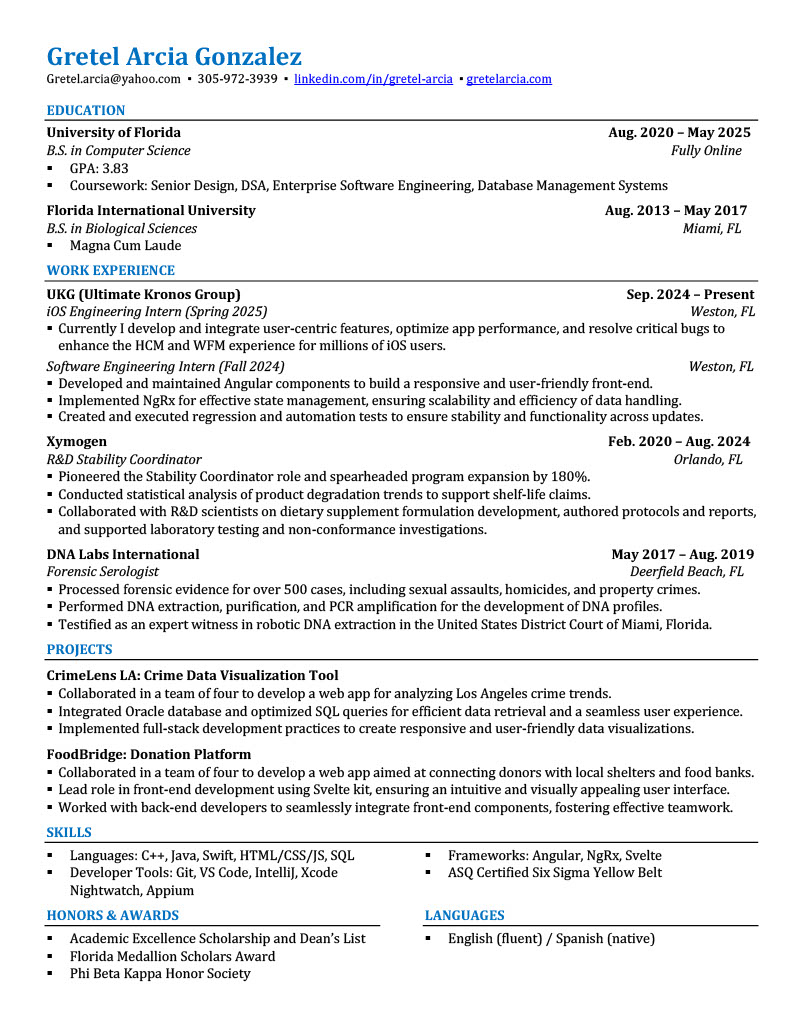 Gretel Arcia Gonzalez
Gretel.arcia@yahoo.com ▪ 305-972-3939 ▪ linkedin.com/in/gretel-arcia ▪ gretelarcia.com
EDUCATION
University of Florida Aug. 2020 – May 2025
B.S. in Computer Science Fully Online
▪ GPA: 3.83
▪ Coursework: Senior Design, DSA, Enterprise Software Engineering, Database Management Systems
Florida International University Aug. 2013 – May 2017
B.S. in Biological Sciences Miami, FL
▪ Magna Cum Laude
WORK EXPERIENCE
UKG (Ultimate Kronos Group) Sep. 2024 – Present
iOS Engineering Intern (Spring 2025) Weston, FL
▪ Currently I develop and integrate user-centric features, optimize app performance, and resolve critical bugs to
enhance the HCM and WFM experience for millions of iOS users.
Software Engineering Intern (Fall 2024) Weston, FL
▪ Developed and maintained Angular components to build a responsive and user-friendly front-end.
▪ Implemented NgRx for effective state management, ensuring scalability and efficiency of data handling.
▪ Created and executed regression and automation tests to ensure stability and functionality across updates.
Xymogen Feb. 2020 – Aug. 2024
R&D Stability Coordinator Orlando, FL
▪ Pioneered the Stability Coordinator role and spearheaded program expansion by 180%.
▪ Conducted statistical analysis of product degradation trends to support shelf-life claims.
▪ Collaborated with R&D scientists on dietary supplement formulation development, authored protocols and reports,
and supported laboratory testing and non-conformance investigations.
DNA Labs International May 2017 – Aug. 2019
Forensic Serologist Deerfield Beach, FL
▪ Processed forensic evidence for over 500 cases, including sexual assaults, homicides, and property crimes.
▪ Performed DNA extraction, purification, and PCR amplification for the development of DNA profiles.
▪ Testified as an expert witness in robotic DNA extraction in the United States District Court of Miami, Florida.
PROJECTS
CrimeLens LA: Crime Data Visualization Tool
▪ Collaborated in a team of four to develop a web app for analyzing Los Angeles crime trends.
▪ Integrated Oracle database and optimized SQL queries for efficient data retrieval and a seamless user experience.
▪ Implemented full-stack development practices to create responsive and user-friendly data visualizations.
FoodBridge: Donation Platform
▪ Collaborated in a team of four to develop a web app aimed at connecting donors with local shelters and food banks.
▪ Lead role in front-end development using Svelte kit, ensuring an intuitive and visually appealing user interface.
▪ Worked with back-end developers to seamlessly integrate front-end components, fostering effective teamwork.
SKILLS
▪ Languages: C++, Java, Swift, HTML/CSS/JS, SQL
▪ Developer Tools: Git, VS Code, IntelliJ, Xcode
Nightwatch, Appium
▪ Frameworks: Angular, NgRx, Svelte
▪ ASQ Certified Six Sigma Yellow Belt
HONORS & AWARDS
▪ Academic Excellence Scholarship and Dean’s List
▪ Florida Medallion Scholars Award
▪ Phi Beta Kappa Honor Society
LANGUAGES
▪ English (fluent) / Spanish (native)